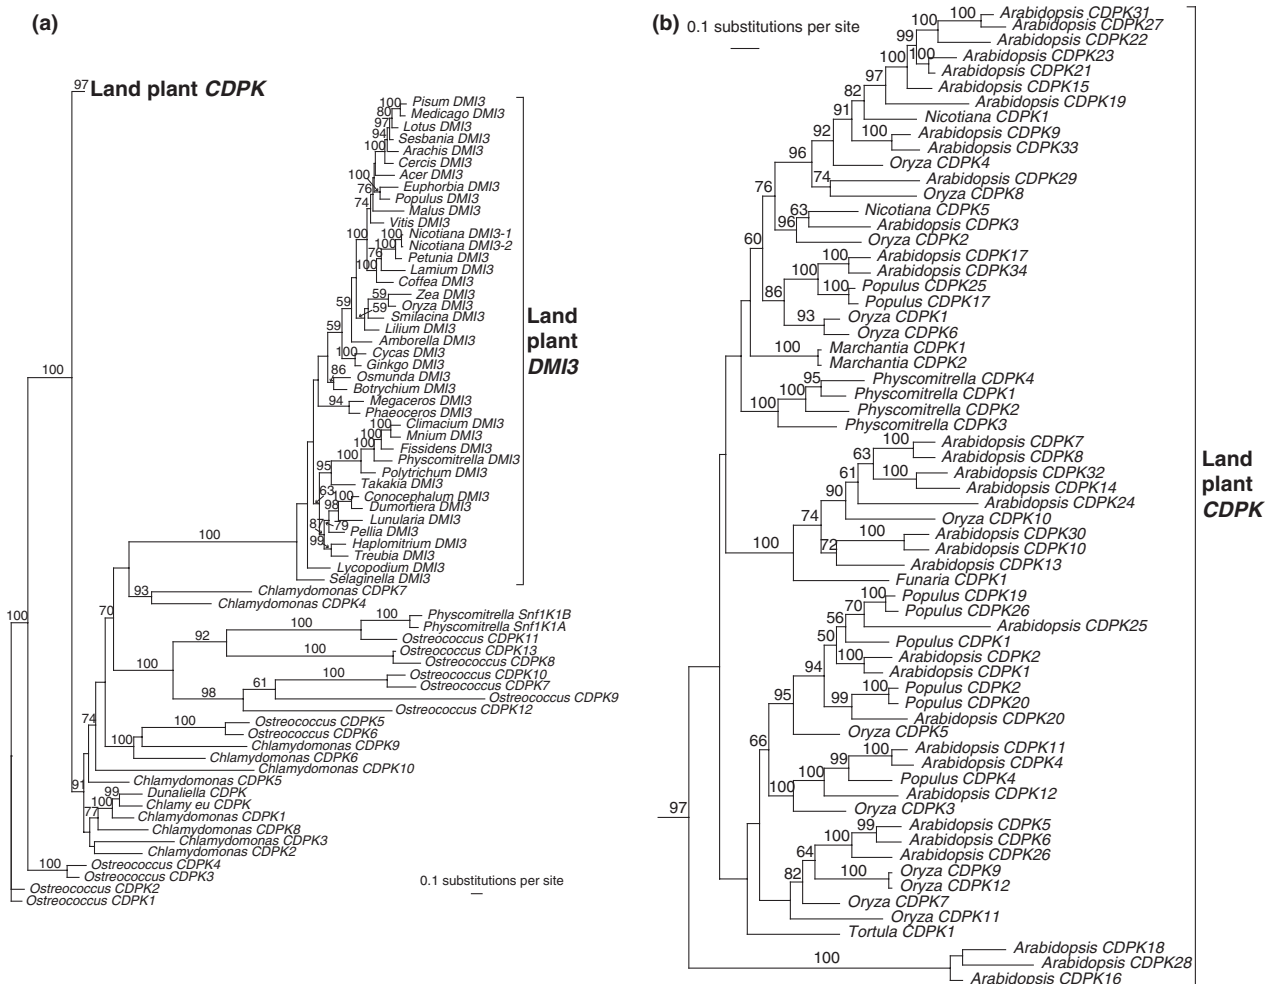 (a)
97 Land plant CDPK
100 Pisum DMI3
80 Medicago DMI3
97 Lotus DMI3
94 Sesbania DMI3
100 Arachis DMI3
Cercis DMI3
100 Acer DMI3
76 Euphorbia DMI3
Populus DMI3
74 Malus DMI3
Vitis DMI3
100 100 Nicotiana DMI3-1
100 Nicotiana DMI3-2
76 Petunia DMI3
100 Lamium DMI3
Coffea DMI3
59 Zea DMI3
59 59 Oryza DMI3
Smilacina DMI3
59 Lilium DMI3
Amborella DMI3
100 Cycas DMI3
Ginkgo DMI3
86 Osmunda DMI3
Botrychium DMI3
94 Megaceros DMI3
Phaeoceros DMI3
100 Climacium DMI3
100 Mnium DMI3
100 Fissidens DMI3
100 Physcomitrella DMI3
95 Polytrichum DMI3
Takakia DMI3
63 100 Conocephalum DMI3
98 Dumortiera DMI3
Lunularia DMI3
87 79 Pellia DMI3
99 Haplomitrium DMI3
Treubia DMI3
Lycopodium DMI3
Selaginella DMI3
Land
plant
DMI3
100
100
93 Chlamydomonas CDPK7
Chlamydomonas CDPK4
100 70
100 Physcomitrella Snf1K1B
100 Physcomitrella Snf1K1A
92 Ostreococcus CDPK11
100 Ostreococcus CDPK13
100 Ostreococcus CDPK8
100 Ostreococcus CDPK10
61 Ostreococcus CDPK7
98 Ostreococcus CDPK9
Ostreococcus CDPK12
74 100 Ostreococcus CDPK5
Ostreococcus CDPK6
100 Chlamydomonas CDPK9
Chlamydomonas CDPK6
Chlamydomonas CDPK10
91 Chlamydomonas CDPK5
99 Dunaliella CDPK
100 Chlamy eu CDPK
77 Chlamydomonas CDPK1
Chlamydomonas CDPK8
Chlamydomonas CDPK3
Chlamydomonas CDPK2
100 Ostreococcus CDPK4
Ostreococcus CDPK3
Ostreococcus CDPK2
Ostreococcus CDPK1
0.1 substitutions per site
(b) 0.1 substitutions per site
100 Arabidopsis CDPK31
100 Arabidopsis CDPK27
99 Arabidopsis CDPK22
100 100 Arabidopsis CDPK23
Arabidopsis CDPK21
97 Arabidopsis CDPK15
82 Arabidopsis CDPK19
91 Nicotiana CDPK1
92 100 Arabidopsis CDPK9
Arabidopsis CDPK33
96 Oryza CDPK4
74 Arabidopsis CDPK29
76 Oryza CDPK8
63 Nicotiana CDPK5
96 Arabidopsis CDPK3
60 Oryza CDPK2
100 Arabidopsis CDPK17
100 Arabidopsis CDPK34
86 100 Populus CDPK25
Populus CDPK17
93 Oryza CDPK1
Oryza CDPK6
100 Marchantia CDPK1
Marchantia CDPK2
95 Physcomitrella CDPK4
100 Physcomitrella CDPK1
100 Physcomitrella CDPK2
Physcomitrella CDPK3
100 Arabidopsis CDPK7
63 Arabidopsis CDPK8
61 100 Arabidopsis CDPK32
Arabidopsis CDPK14
90 Arabidopsis CDPK24
74 Oryza CDPK10
100 Arabidopsis CDPK30
100 72 Arabidopsis CDPK10
Arabidopsis CDPK13
Funaria CDPK1
100 Populus CDPK19
70 Populus CDPK26
56 Arabidopsis CDPK25
50 Populus CDPK1
100 Arabidopsis CDPK2
94 Arabidopsis CDPK1
100 Populus CDPK2
95 99 Populus CDPK20
Arabidopsis CDPK20
66 Oryza CDPK5
100 Arabidopsis CDPK11
99 Arabidopsis CDPK4
100 Populus CDPK4
100 Arabidopsis CDPK12
Oryza CDPK3
97 99 Arabidopsis CDPK5
100 Arabidopsis CDPK6
64 Arabidopsis CDPK26
82 100 Oryza CDPK9
Oryza CDPK12
Oryza CDPK7
Oryza CDPK11
Tortula CDPK1
100 Arabidopsis CDPK18
Arabidopsis CDPK28
Arabidopsis CDPK16
Land
plant
CDPK